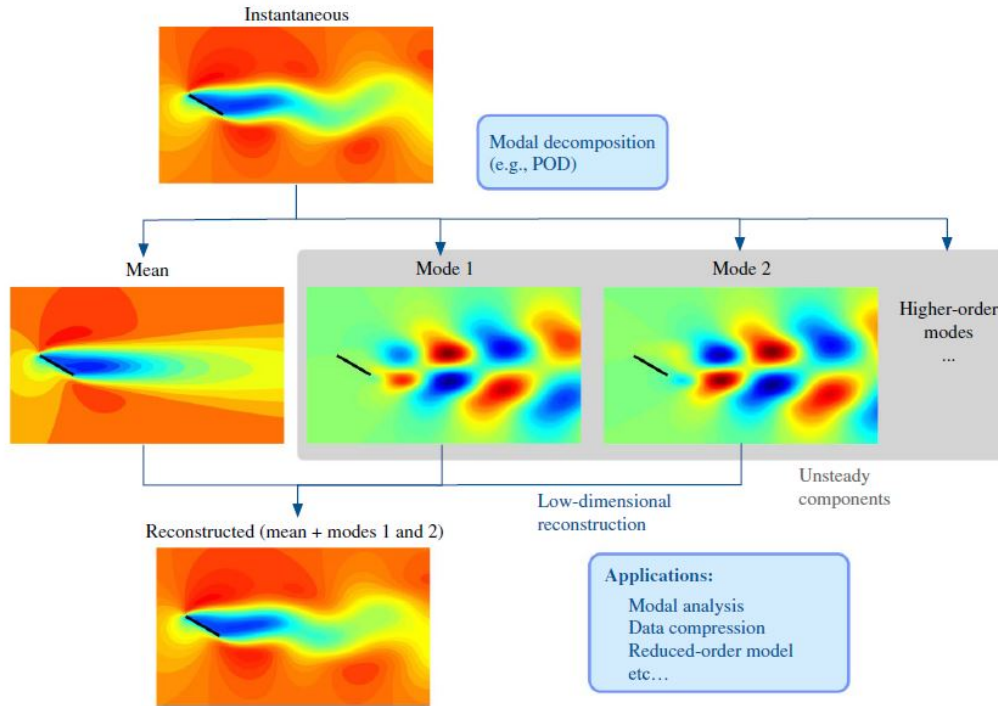 Instantaneous
Modal decomposition
(e.g., POD)
Mean
Mode 1
Mode 2
Higher-order
modes
...
Unsteady
components
Low-dimensional
reconstruction
Reconstructed (mean + modes 1 and 2)
Applications:
Modal analysis
Data compression
Reduced-order model
etc…